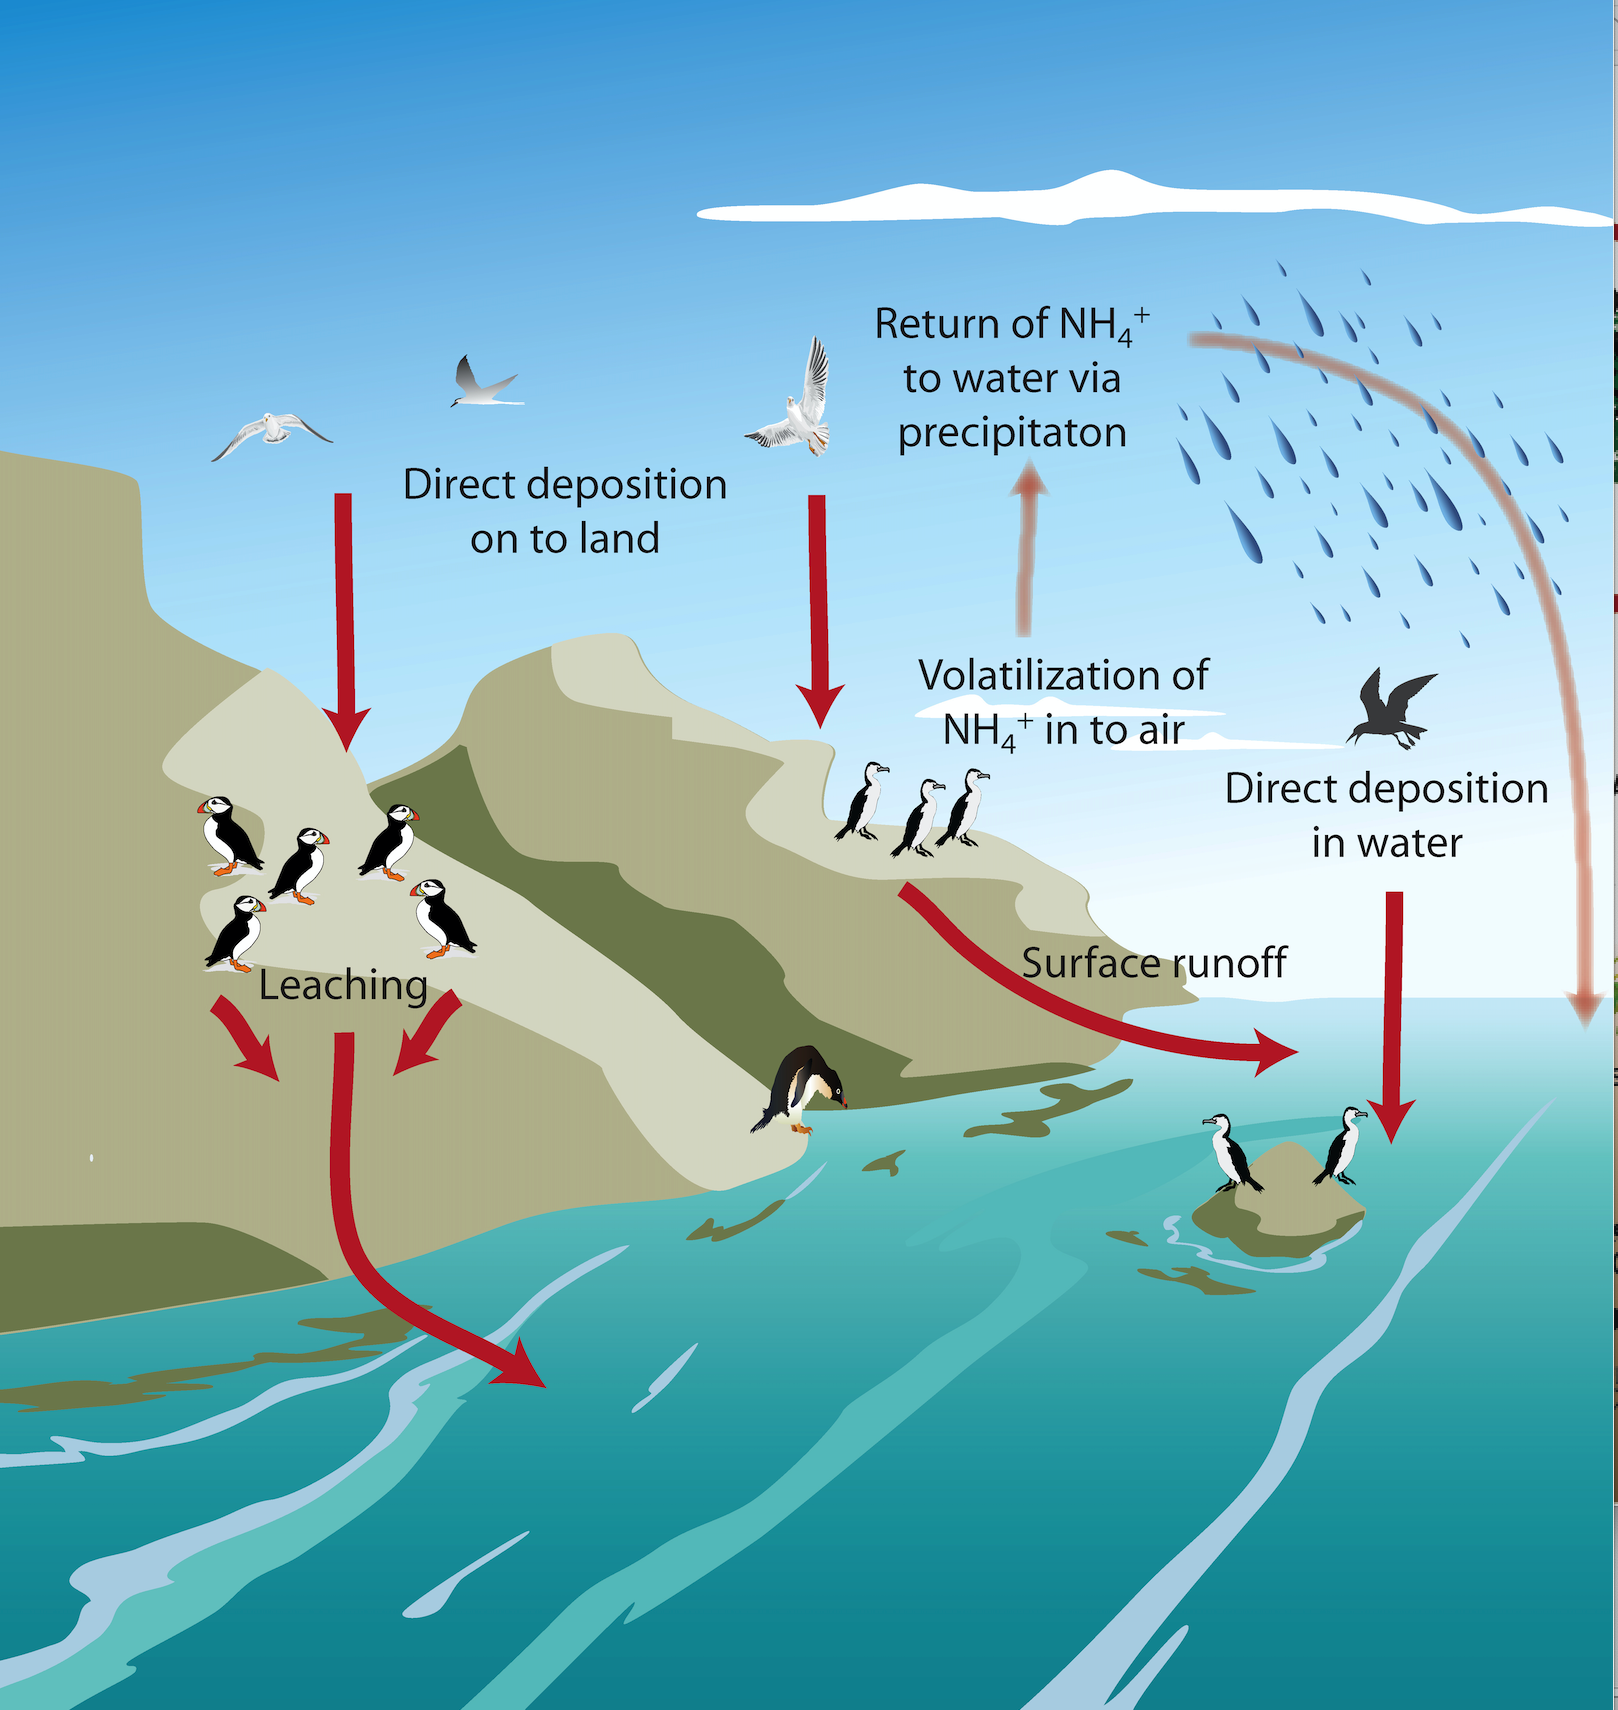 Return of NH₄⁺
to water via
precipitaton
Direct deposition
on to land
Volatilization of
NH₄⁺ in to air
Direct deposition
in water
Surface runoff
Leaching